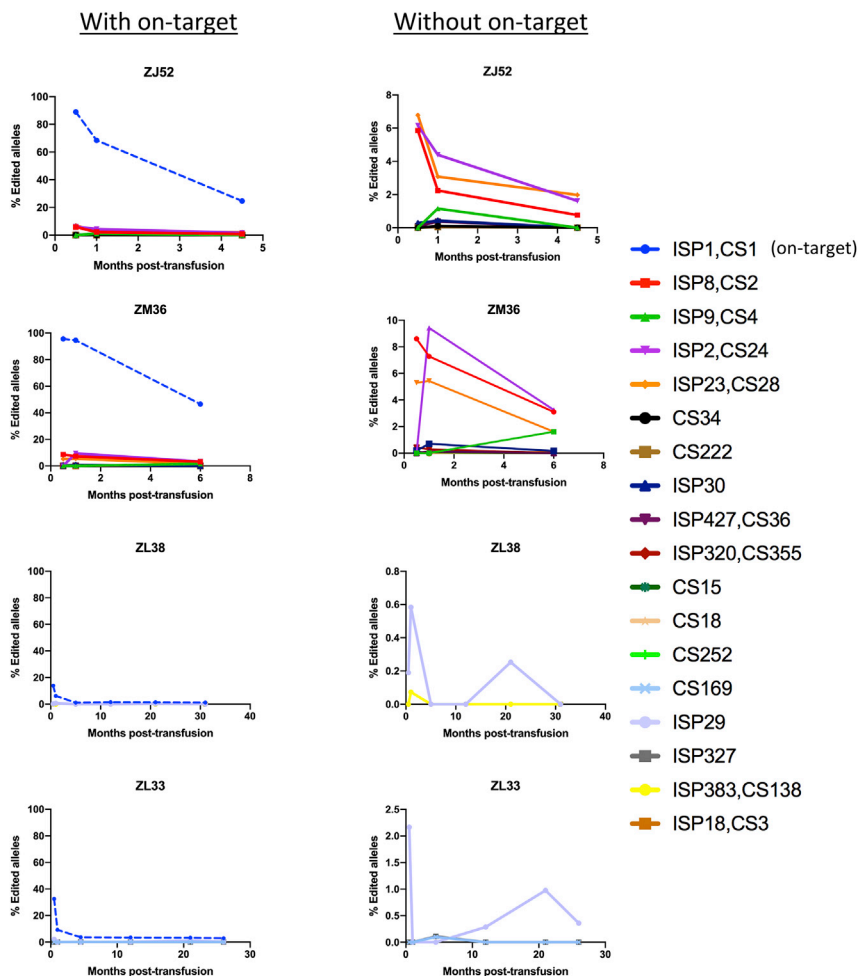 With on-target
Without on-target
ZJ52
% Edited alleles
100
80
60
40
20
0
0 1 2 3 4 5
Months post-transfusion
ZJ52
% Edited alleles
8
6
4
2
0
0 1 2 3 4 5
Months post-transfusion
ZM36
% Edited alleles
100
80
60
40
20
0
0 2 4 6 8
Months post-transfusion
ZM36
% Edited alleles
10
8
6
4
2
0
0 2 4 6 8
Months post-transfusion
ZL38
% Edited alleles
100
80
60
40
20
0
0 10 20 30 40
Months post-transfusion
ZL38
% Edited alleles
0.8
0.6
0.4
0.2
0.0
0 10 20 30 40
Months post-transfusion
ZL33
% Edited alleles
100
80
60
40
20
0
0 10 20 30
Months post-transfusion
ZL33
% Edited alleles
2.5
2.0
1.5
1.0
0.5
0.0
0 10 20 30
Months post-transfusion
ISP1,CS1 (on-target)
ISP8,CS2
ISP9,CS4
ISP2,CS24
ISP23,CS28
CS34
CS222
ISP30
ISP427,CS36
ISP320,CS355
CS15
CS18
CS252
CS169
ISP29
ISP327
ISP383,CS138
ISP18,CS3